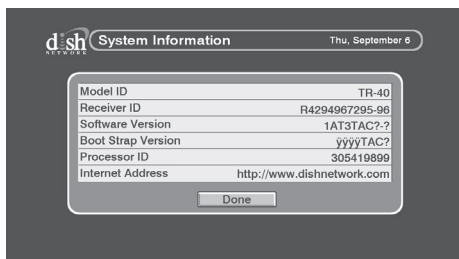 dish
NETWORK
System Information
Thu, September 6
Model ID TR-40
Receiver ID R4294967295-96
Software Version 1AT3TAC?-?
Boot Strap Version ÿÿÿÿTAC?
Processor ID 305419899
Internet Address http://www.dishnetwork.com
Done